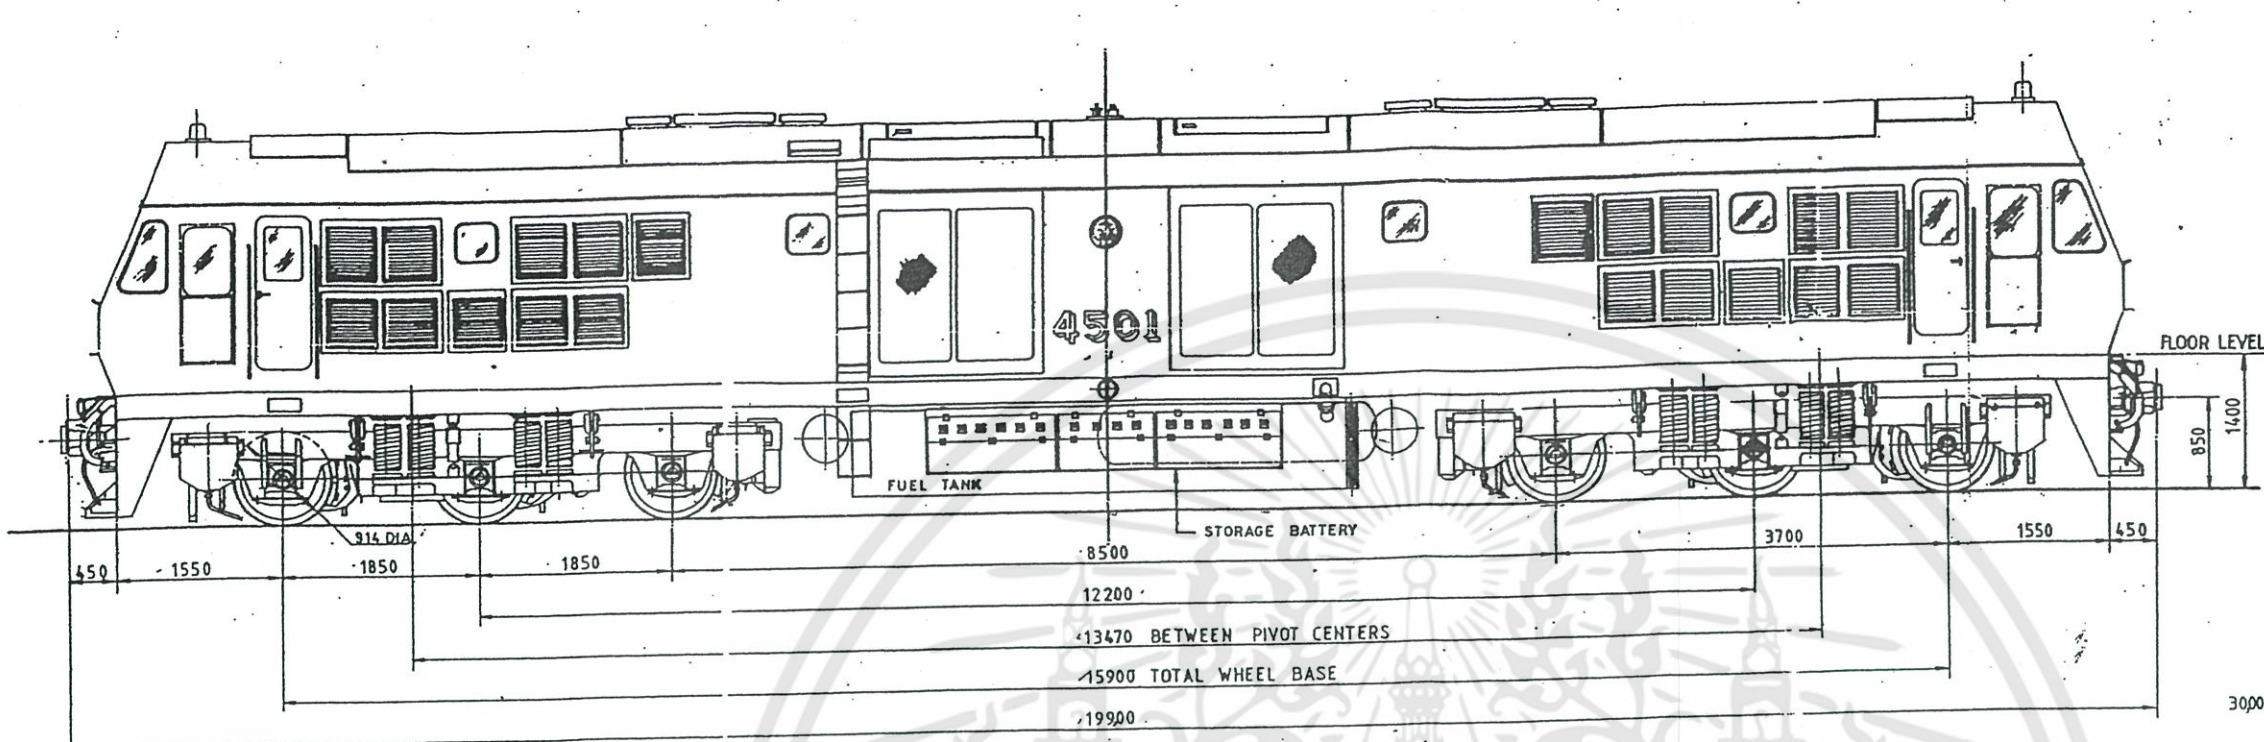 4501
FLOOR LEVEL
1400
850
FUEL TANK
STORAGE BATTERY
914 DIA.
450
1550
1850
1850
8500
3700
1550
450
12200
13470 BETWEEN PIVOT CENTERS
15900 TOTAL WHEEL BASE
19900